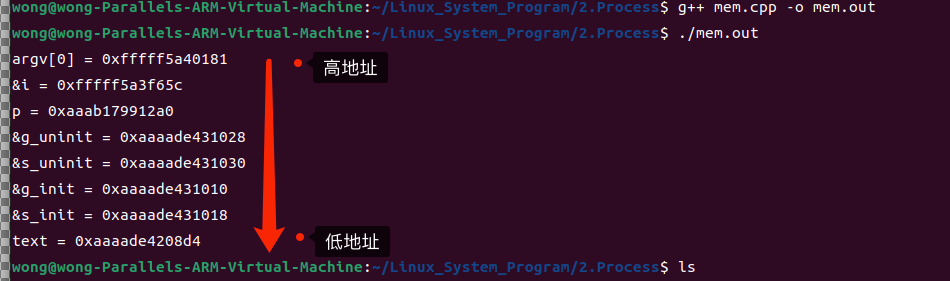 wong@wong-Parallels-ARM-Virtual-Machine:~/Linux_System_Program/2.Process$ g++ mem.cpp -o mem.out
wong@wong-Parallels-ARM-Virtual-Machine:~/Linux_System_Program/2.Process$ ./mem.out
argv[0] = 0xfffff5a40181
高地址
&i = 0xfffff5a3f65c
p = 0xaaab179912a0
&g_uninit = 0xaaaade431028
&s_uninit = 0xaaaade431030
&g_init = 0xaaaade431010
&s_init = 0xaaaade431018
text = 0xaaaade4208d4
低地址
wong@wong-Parallels-ARM-Virtual-Machine:~/Linux_System_Program/2.Process$ ls